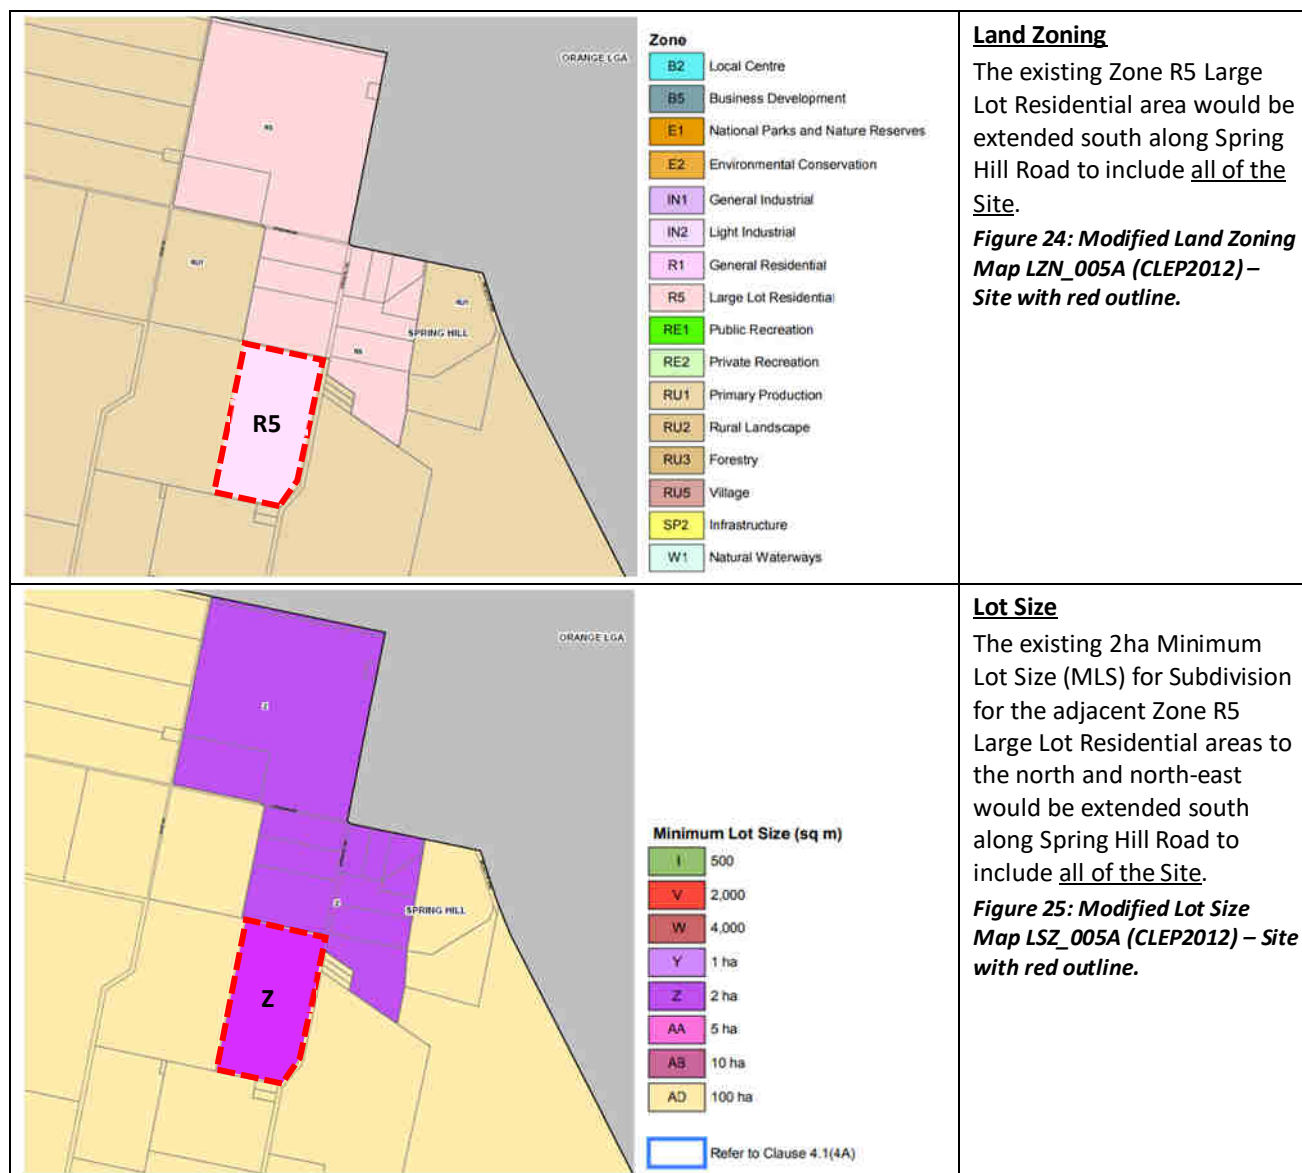 ORANGE LGA
R5
RU1
RU1
SPRING HILL
R5
R5
Zone
B2 Local Centre
B5 Business Development
E1 National Parks and Nature Reserves
E2 Environmental Conservation
IN1 General Industrial
IN2 Light Industrial
R1 General Residential
R5 Large Lot Residential
RE1 Public Recreation
RE2 Private Recreation
RU1 Primary Production
RU2 Rural Landscape
RU3 Forestry
RU5 Village
SP2 Infrastructure
W1 Natural Waterways
Land Zoning
The existing Zone R5 Large
Lot Residential area would be
extended south along Spring
Hill Road to include all of the
Site.
Figure 24: Modified Land Zoning
Map LZN_005A (CLEP2012) –
Site with red outline.
ORANGE LGA
Z
Z
SPRING HILL
Z
Minimum Lot Size (sq m)
I 500
V 2,000
W 4,000
Y 1 ha
Z 2 ha
AA 5 ha
AB 10 ha
AD 100 ha
Refer to Clause 4.1(4A)
Lot Size
The existing 2ha Minimum
Lot Size (MLS) for Subdivision
for the adjacent Zone R5
Large Lot Residential areas to
the north and north-east
would be extended south
along Spring Hill Road to
include all of the Site.
Figure 25: Modified Lot Size
Map LSZ_005A (CLEP2012) – Site
with red outline.